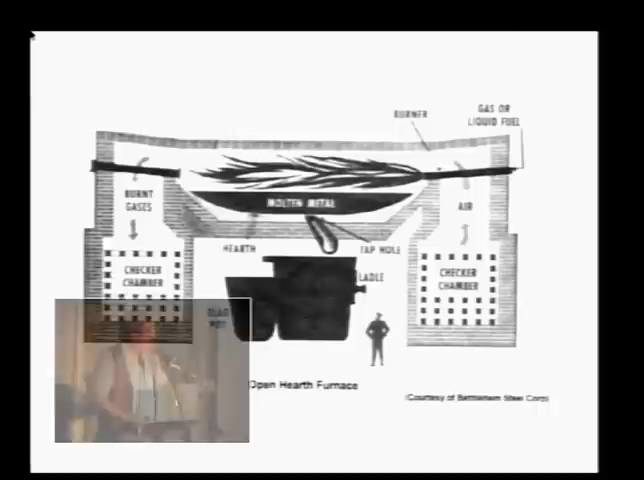 GAS OR
LIQUID FUEL
BURNER
BURNT
GASES
MOLTEN METAL
AIR
HEARTH
TAP HOLE
CHECKER
CHAMBER
LADLE
CHECKER
CHAMBER
POT
Open Hearth Furnace
(Courtesy of Bethlehem Steel Corp)